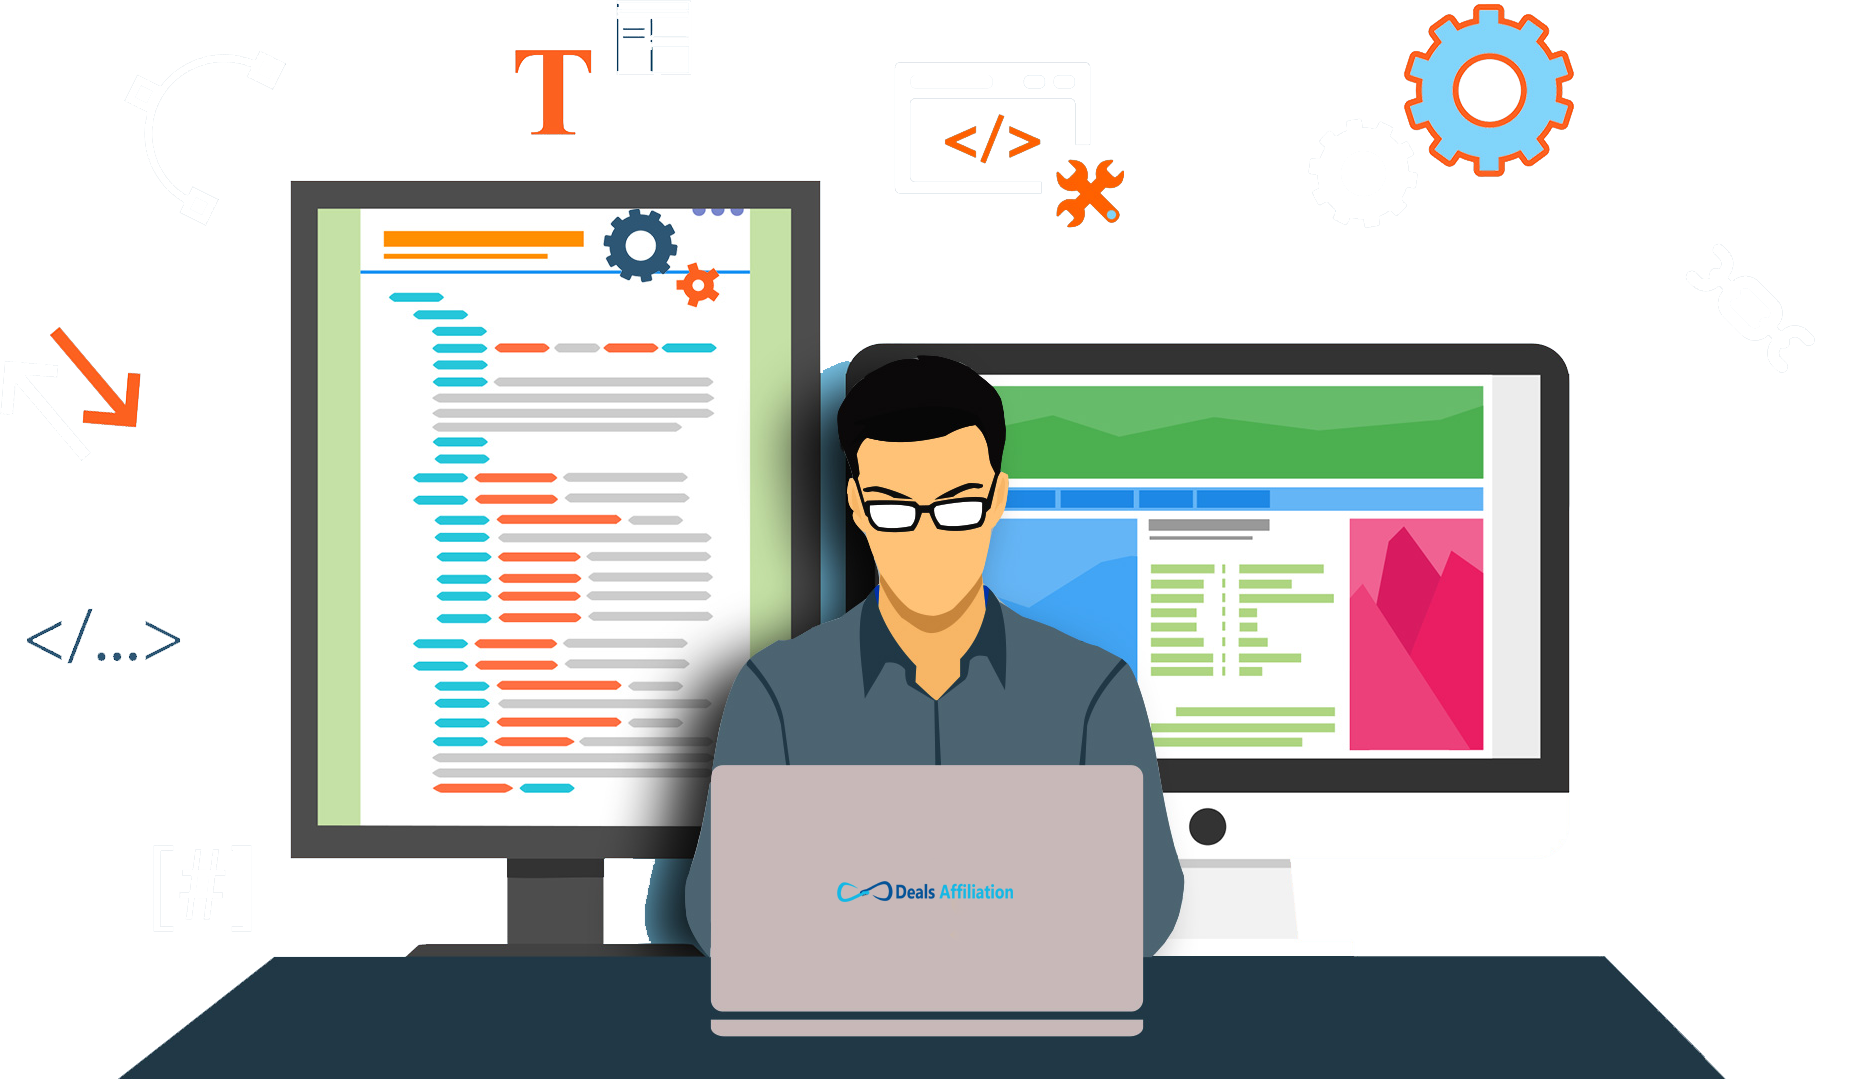 T
</>
</...>
[#]
Deals Affiliation